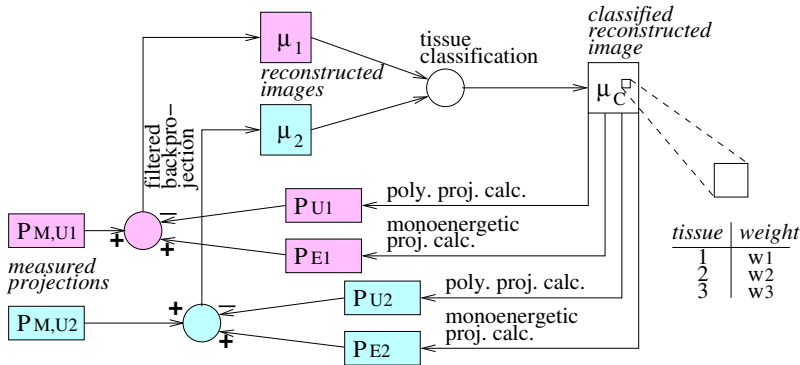 classified
reconstructed
image
tissue
classification
μ1
reconstructed
images
μC
μ2
filtered
backpro-
jection
poly. proj. calc.
PU1
PM,U1
monoenergetic
proj. calc.
PE1
+
−
+
measured
projections
tissue weight
1 w1
2 w2
3 w3
poly. proj. calc.
PU2
PM,U2
monoenergetic
proj. calc.
PE2
+
−
+